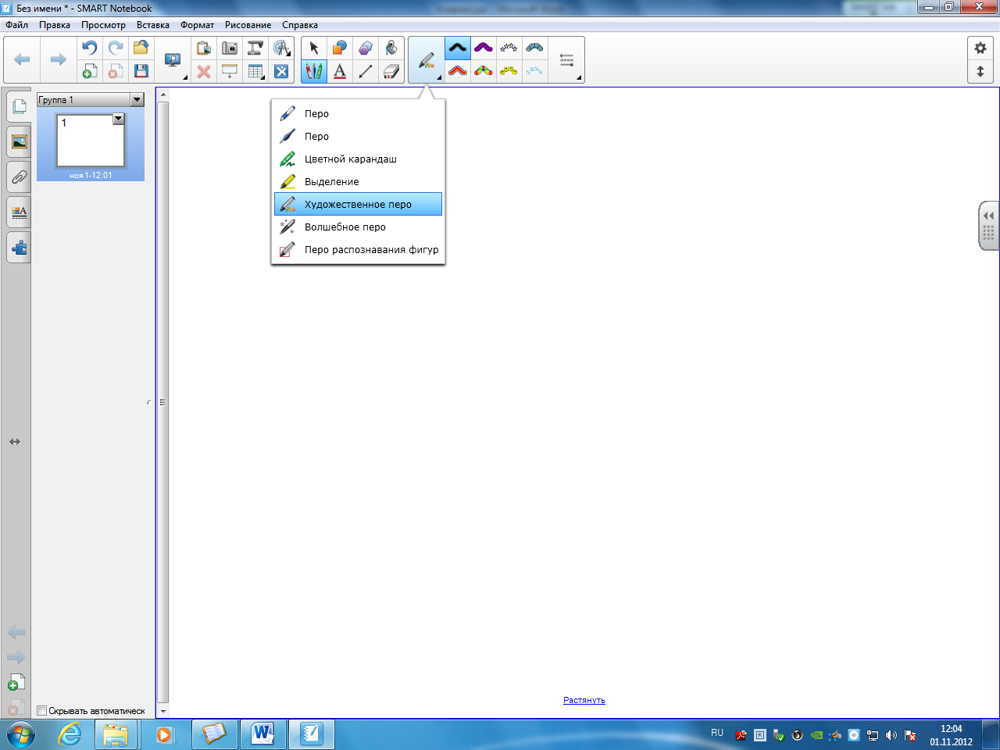 Без имени * - SMART Notebook
Файл Правка Просмотр Вставка Формат Рисование Справка
Группа 1
1
ноя 1-12:01
Перо
Перо
Цветной карандаш
Выделение
Художественное перо
Волшебное перо
Перо распознавания фигур
Растянуть
Скрывать автоматическ
RU
12:04
01.11.2012